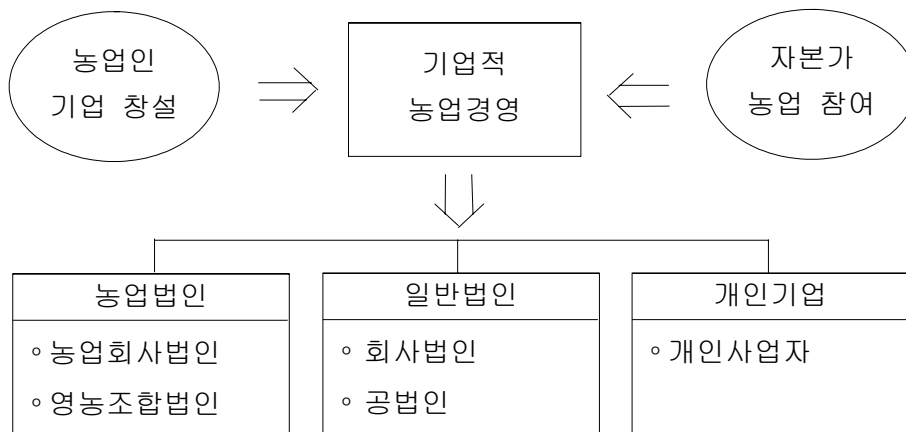 농업인
기업 창설
기업적
농업경영
자본가
농업 참여
농업법인
◦농업회사법인
◦영농조합법인
일반법인
◦ 회사법인
◦ 공법인
개인기업
◦개인사업자